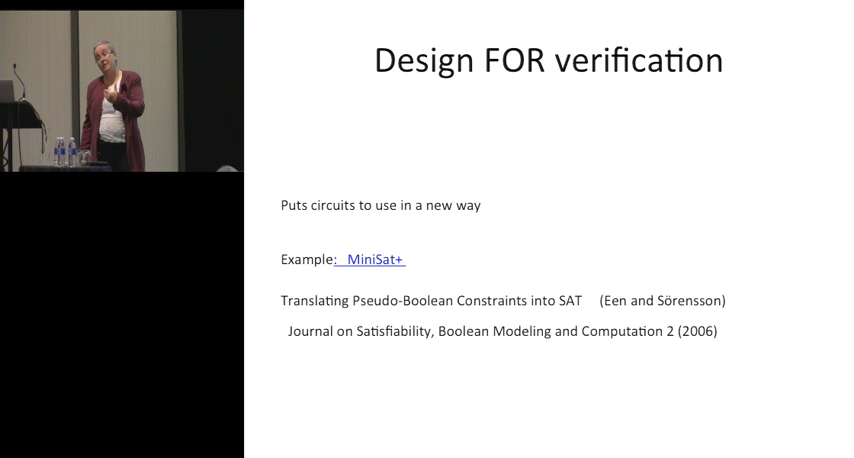 Design FOR verification
Puts circuits to use in a new way
Example: MiniSat+
Translating Pseudo-Boolean Constraints into SAT (Een and Sörensson)
Journal on Satisfiability, Boolean Modeling and Computation 2 (2006)